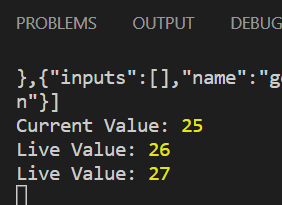 PROBLEMS OUTPUT DEBUG
},{"inputs":[],"name":"g
n"}]
Current Value: 25
Live Value: 26
Live Value: 27